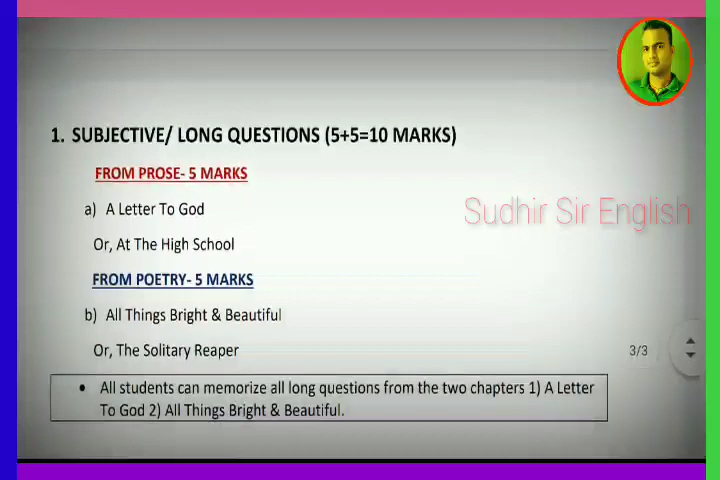 1. SUBJECTIVE/ LONG QUESTIONS (5+5=10 MARKS)
FROM PROSE- 5 MARKS
a) A Letter To God
Sudhir Sir English
Or, At The High School
FROM POETRY- 5 MARKS
b) All Things Bright & Beautiful
Or, The Solitary Reaper
3/3
• All students can memorize all long questions from the two chapters 1) A Letter
To God 2) All Things Bright & Beautiful.